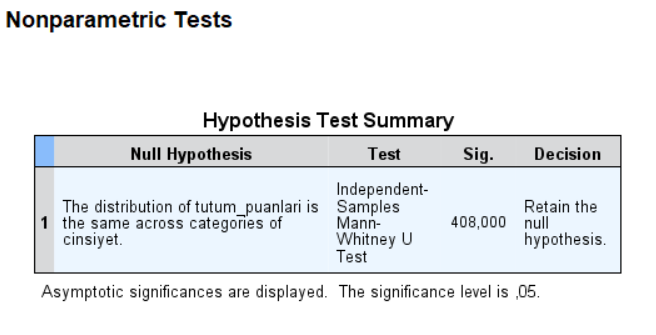 Nonparametric Tests
Hypothesis Test Summary
Null Hypothesis Test Sig. Decision
1 The distribution of tutum_puanlari is the same across categories of cinsiyet. Independent-Samples Mann-Whitney U Test 408,000 Retain the null hypothesis.
Asymptotic significances are displayed. The significance level is ,05.